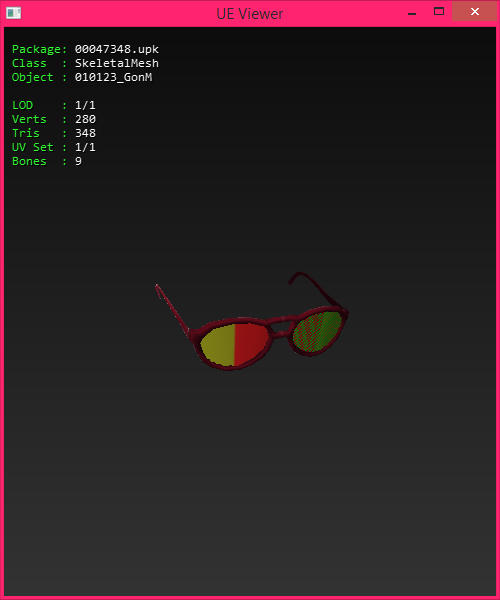 UE Viewer
Package: 00047348.upk
Class  : SkeletalMesh
Object : 010123_GonM
LOD    : 1/1
Verts  : 280
Tris   : 348
UV Set : 1/1
Bones  : 9